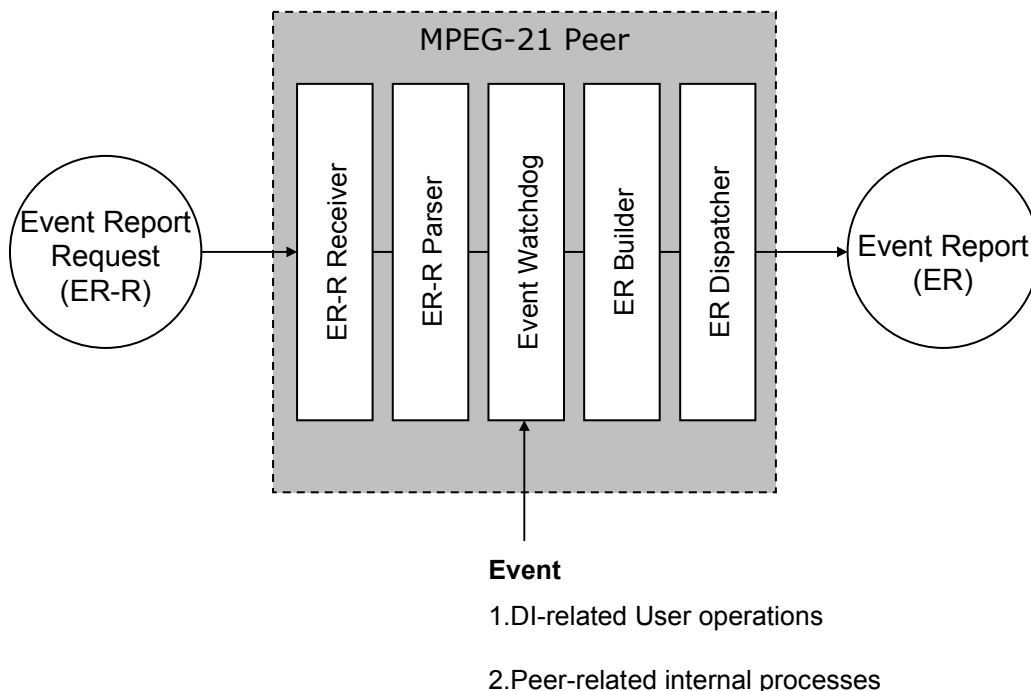 MPEG-21 Peer
Event Report
Request
(ER-R)
ER-R Receiver
ER-R Parser
Event Watchdog
ER Builder
ER Dispatcher
Event Report
(ER)
Event
1.DI-related User operations
2.Peer-related internal processes